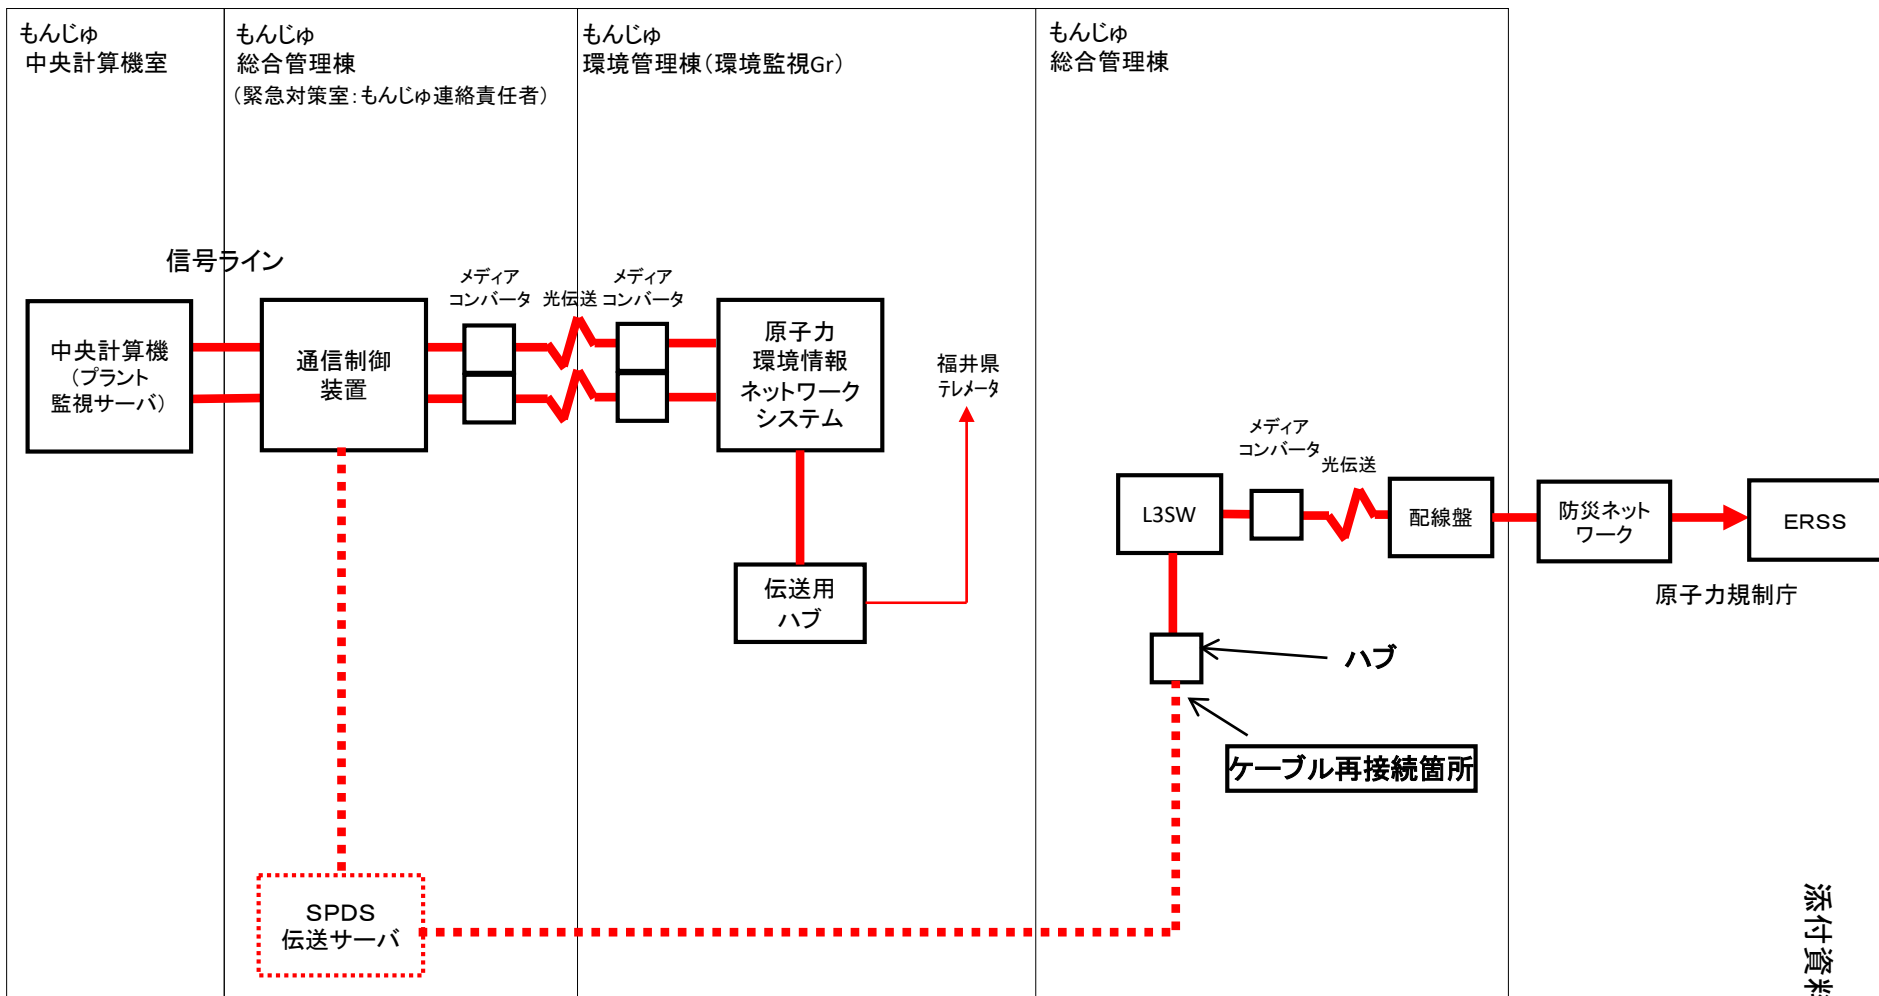 もんじゅ
中央計算機室
もんじゅ
総合管理棟
（緊急対策室：もんじゅ連絡責任者）
もんじゅ
環境管理棟（環境監視Gr）
もんじゅ
総合管理棟
信号ライン
中央計算機
（プラント
監視サーバ）
通信制御
装置
メディア
コンバータ
光伝送
メディア
コンバータ
原子力
環境情報
ネットワーク
システム
福井県
テレメータ
伝送用
ハブ
メディア
コンバータ
光伝送
L3SW
配線盤
防災ネット
ワーク
ERSS
原子力規制庁
ハブ
ケーブル再接続箇所
SPDS
伝送サーバ
添付資料